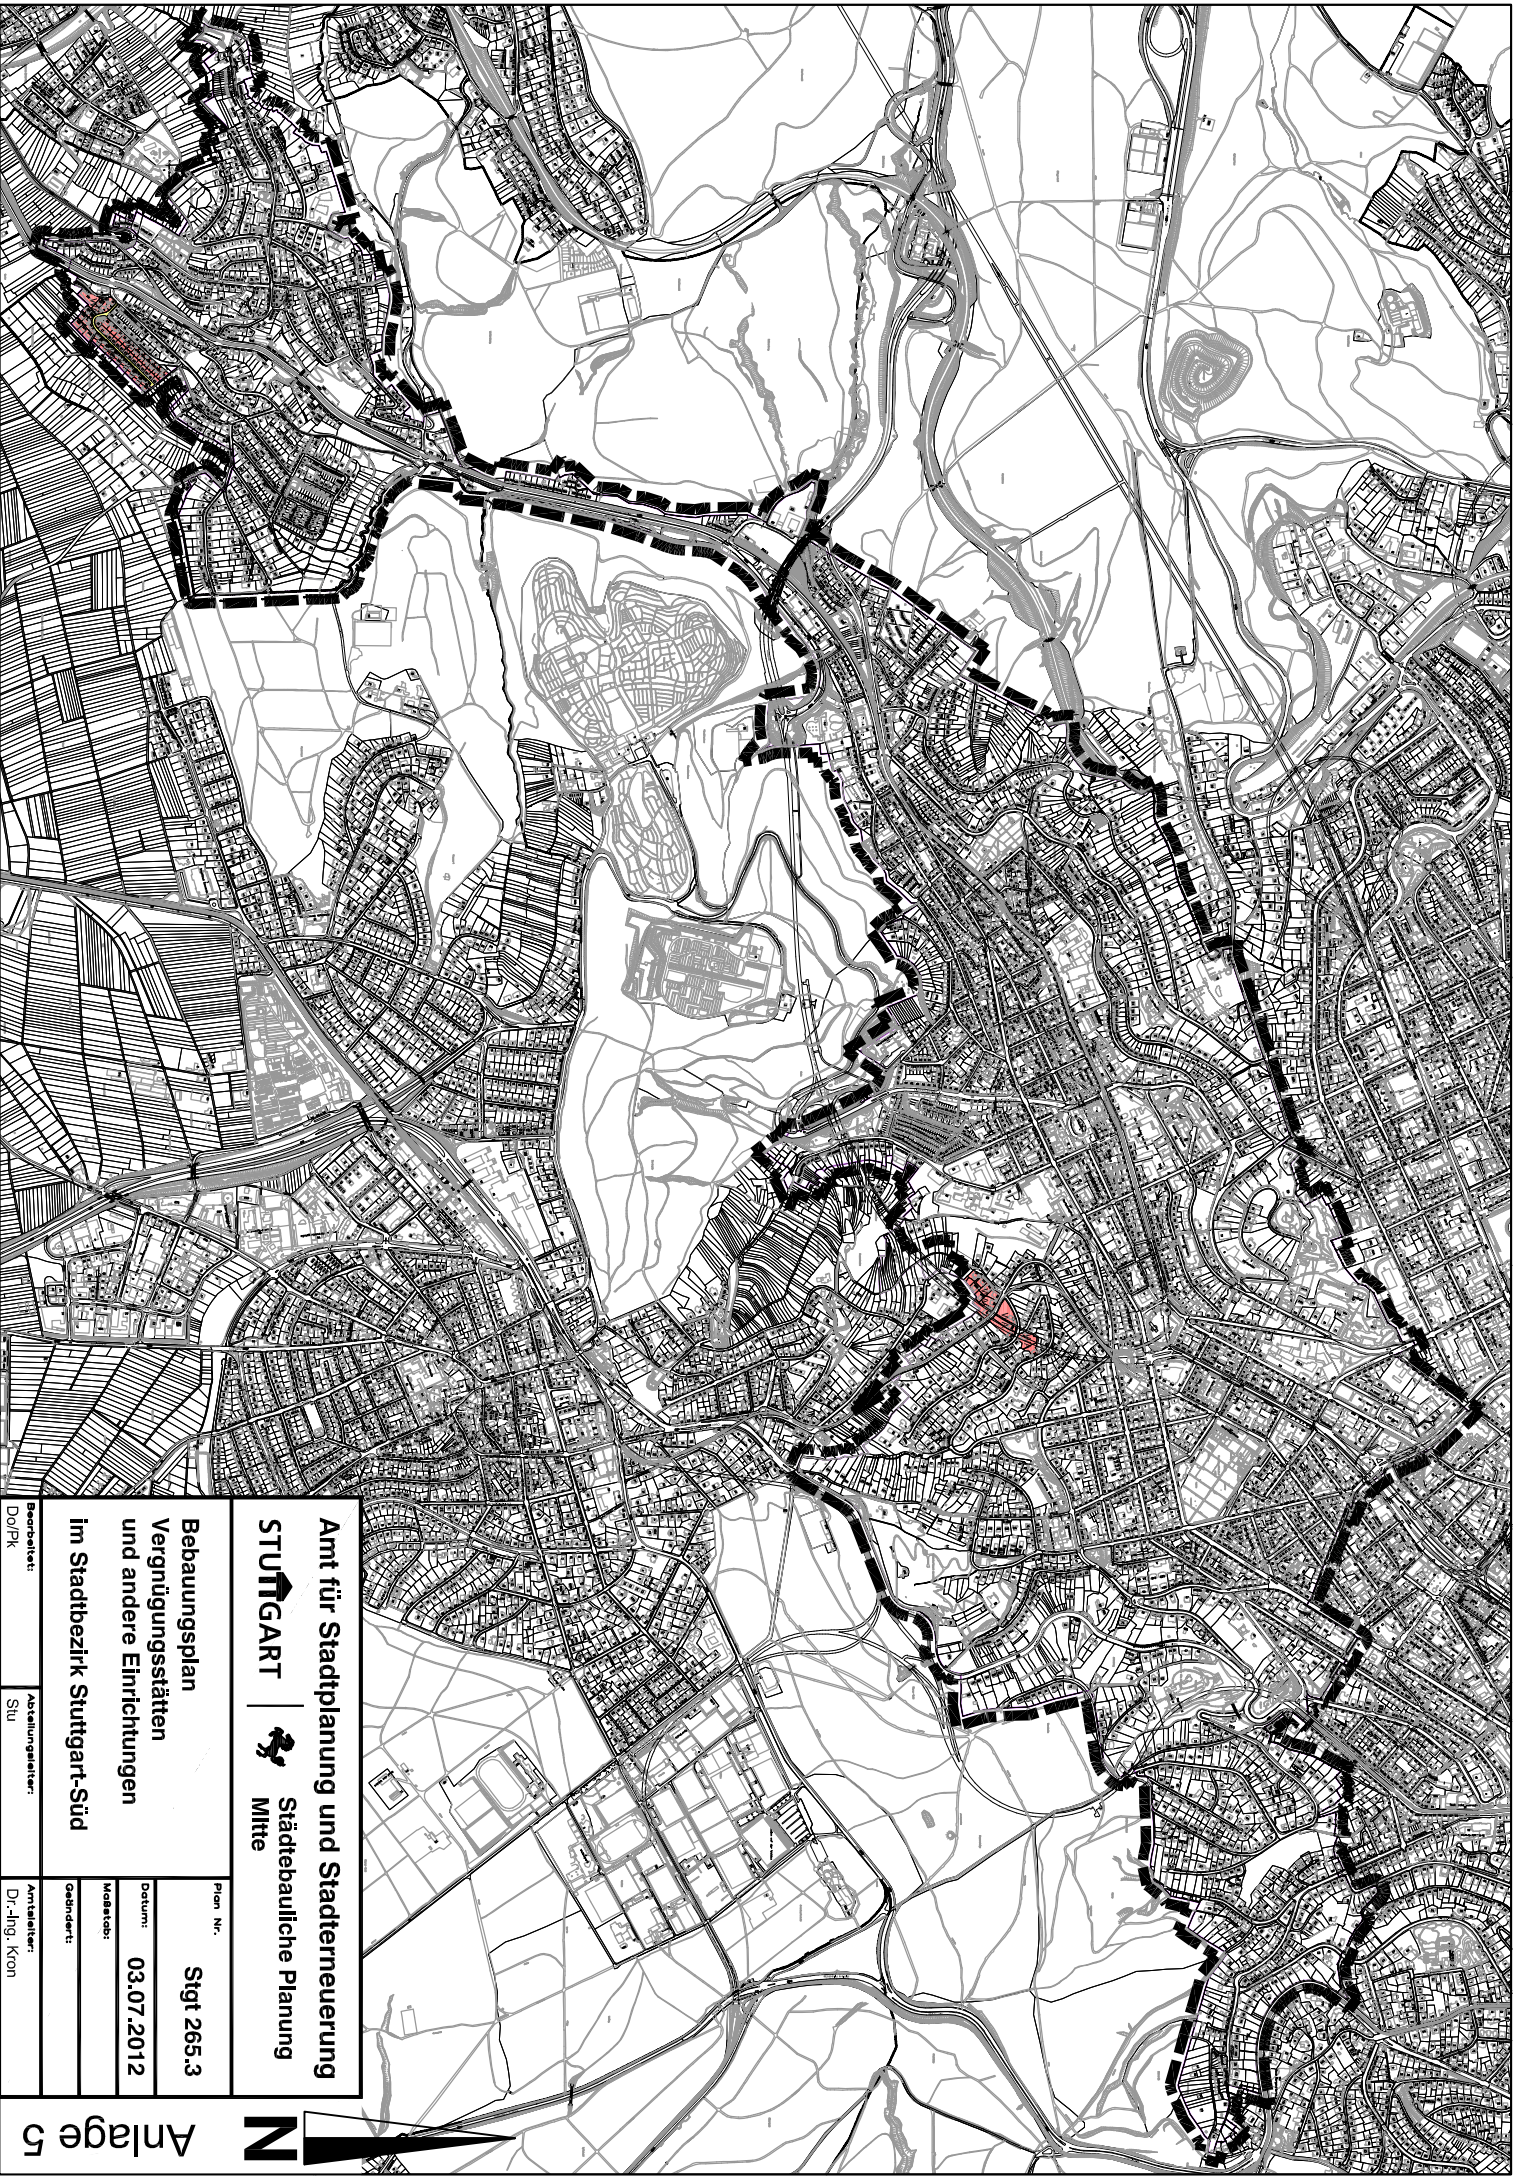 Amt für Stadtplanung und Stadterneuerung
STUTTGART
Städtebauliche Planung
Mitte
Bebauungsplan
Vergnügungsstätten
und andere Einrichtungen
im Stadtbezirk Stuttgart-Süd
Plan Nr.
Stgt 265.3
Datum:
03.07.2012
Maßstab:
Geändert:
Bearbeitet:
Do/Pk
Abteilungsleiter:
Stu
Amtsleiter:
Dr.-Ing. Kron
N
Anlage 5